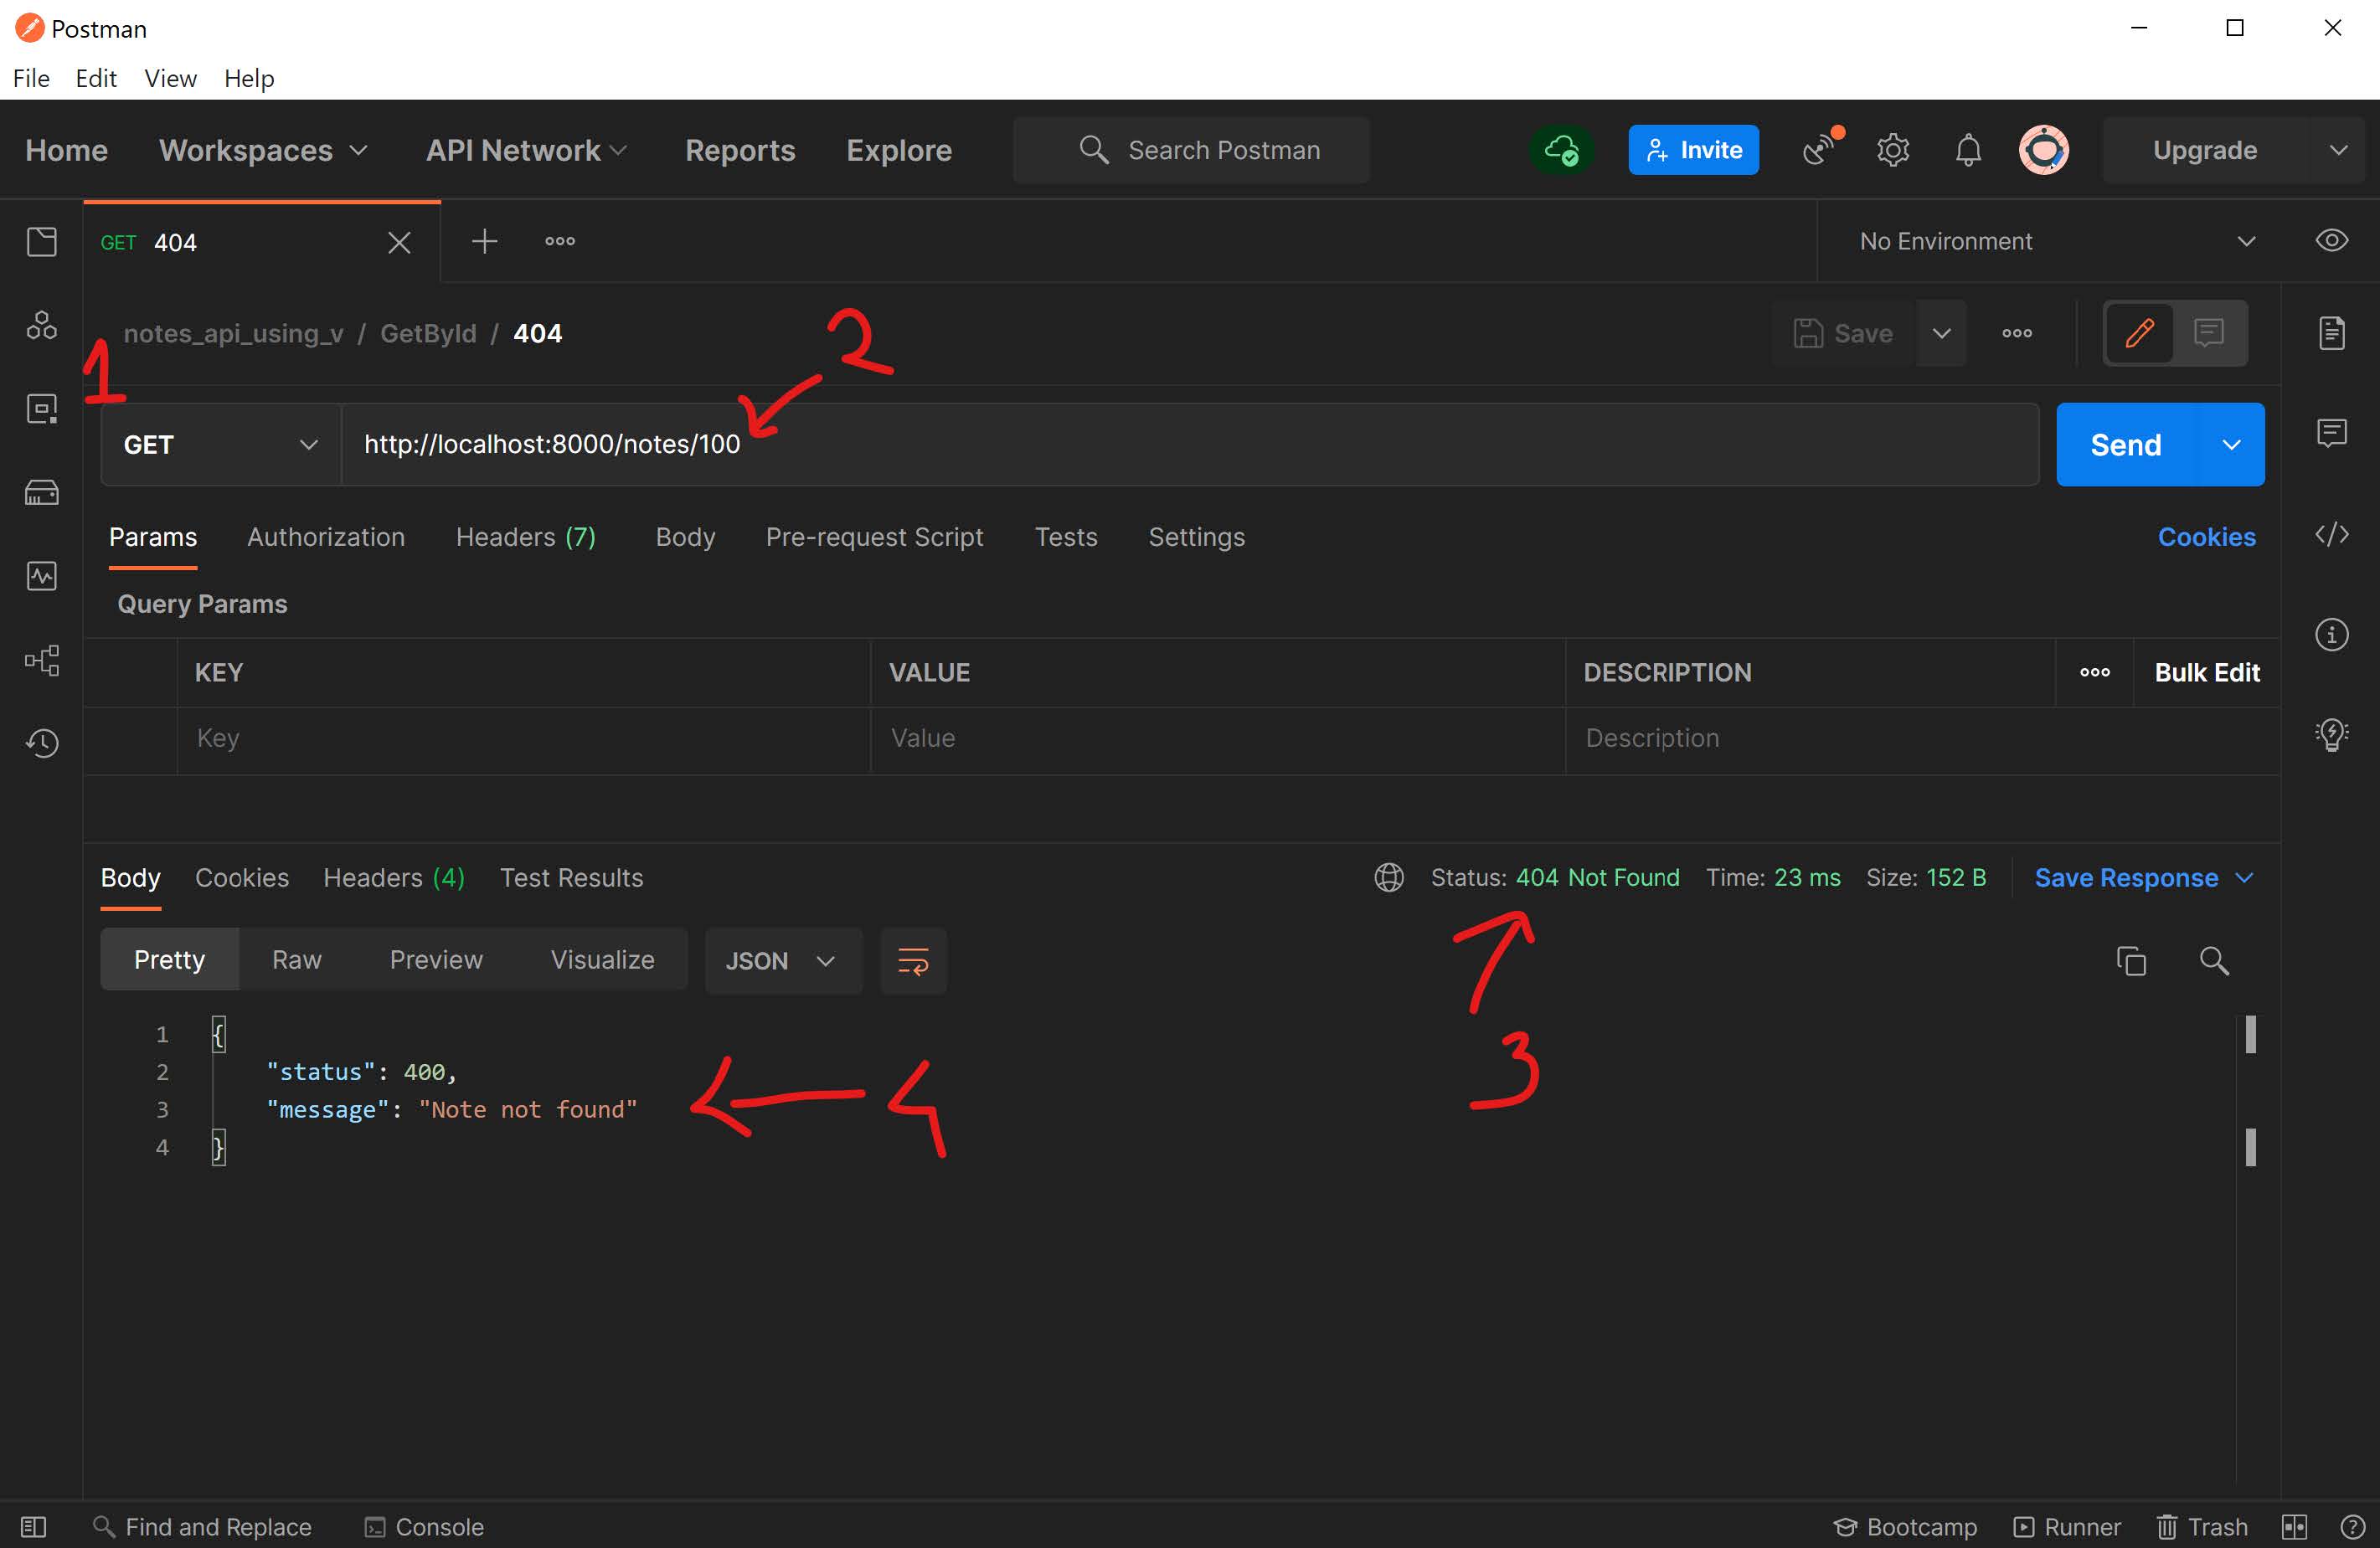 Postman
File Edit View Help
Home Workspaces API Network Reports Explore Search Postman Invite Upgrade
GET 404 No Environment
notes_api_using_v / GetById / 404 Save
1 2
GET http://localhost:8000/notes/100 Send
Params Authorization Headers (7) Body Pre-request Script Tests Settings Cookies
Query Params
KEY VALUE DESCRIPTION Bulk Edit
Key Value Description
Body Cookies Headers (4) Test Results Status: 404 Not Found Time: 23 ms Size: 152 B Save Response
Pretty Raw Preview Visualize JSON
1 {
2 "status": 400,
3 "message": "Note not found"
4 }
4 3
Find and Replace Console Bootcamp Runner Trash